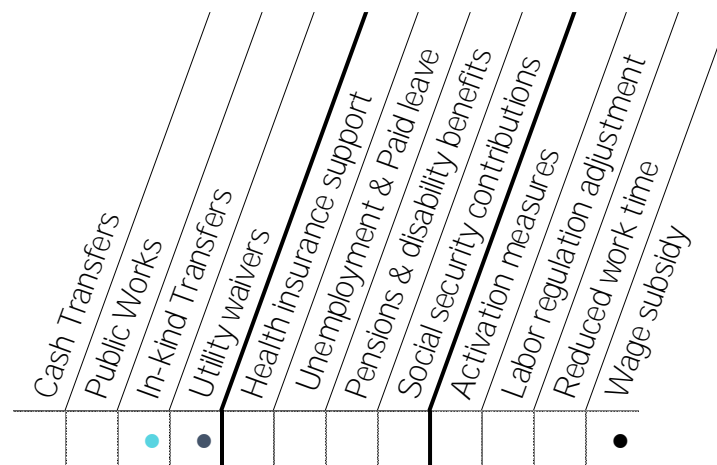 Cash Transfers
Public Works
In-Kind Transfers
Utility waivers
Health insurance support
Unemployment & Paid leave
Pensions & disability benefits
Social security contributions
Activation measures
Labor regulation adjustment
Reduced work time
Wage subsidy